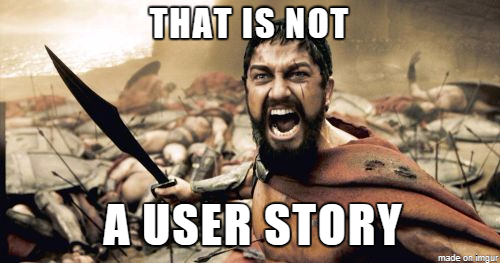 THAT IS NOT
A USER STORY
made on imgur